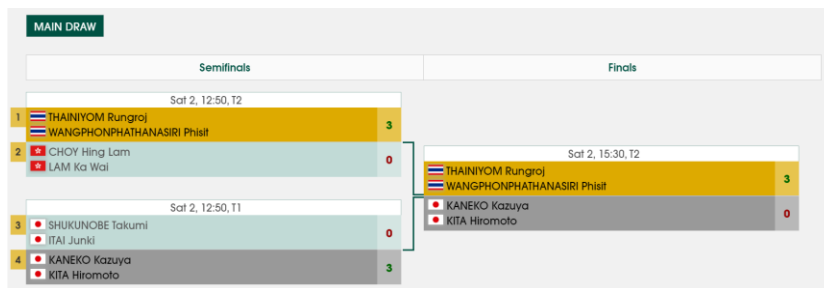 MAIN DRAW
Semifinals
Finals
Sat 2, 12:50, T2
1
THAINIYOM Rungroj
WANGPHONPHATHANASIRI Phisit
3
2
CHOY Hing Lam
LAM Ka Wai
0
Sat 2, 12:50, T1
3
SHUKUNOBE Takumi
ITAI Junki
0
4
KANEKO Kazuya
KITA Hiromoto
3
Sat 2, 15:30, T2
THAINIYOM Rungroj
WANGPHONPHATHANASIRI Phisit
3
KANEKO Kazuya
KITA Hiromoto
0